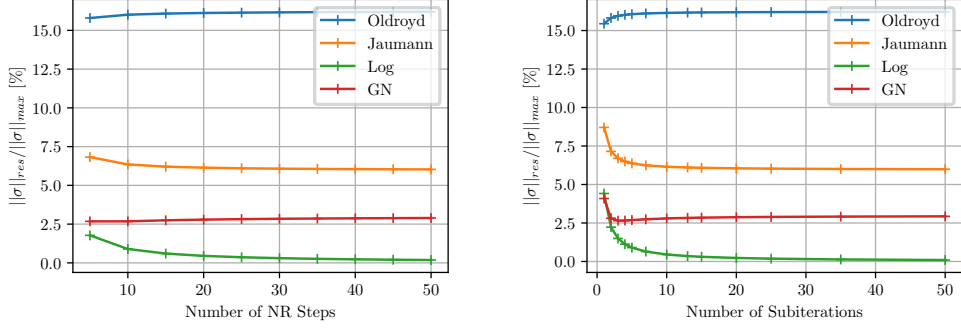 ||σ||res/||σ||max [%]
15.0
12.5
10.0
7.5
5.0
2.5
0.0
Oldroyd
Jaumann
Log
GN
10
20
30
40
50
Number of NR Steps
||σ||res/||σ||max [%]
15.0
12.5
10.0
7.5
5.0
2.5
0.0
Oldroyd
Jaumann
Log
GN
0
10
20
30
40
50
Number of Subiterations